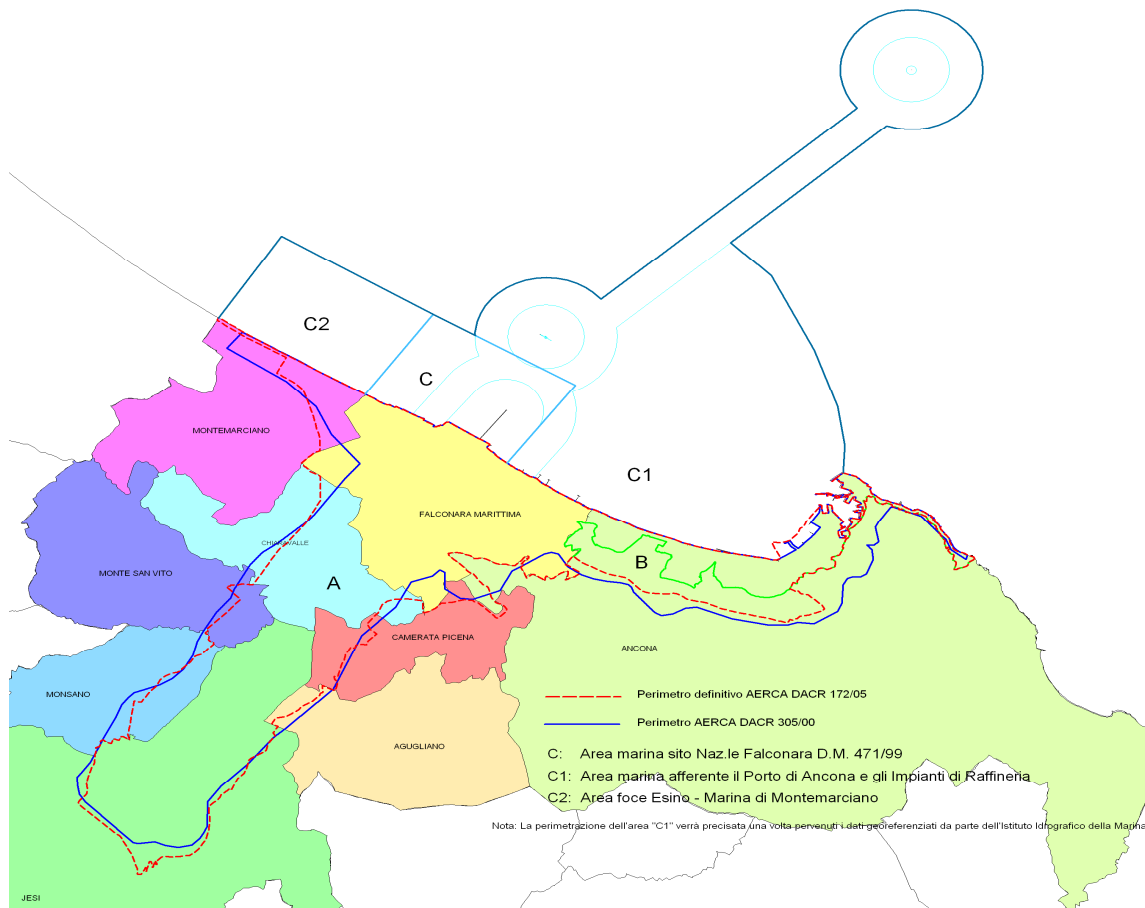 C2
C
C1
MONTEMARCIANO
FALCONARA MARITTIMA
CHIARAVALLE
B
MONTE SAN VITO
A
CAMERATA PICENA
ANCONA
MONSANO
Perimetro definitivo AERCA DACR 172/05
Perimetro AERCA DACR 305/00
AGUGLIANO
C: Area marina sito Naz.le Falconara D.M. 471/99
C1: Area marina afferente il Porto di Ancona e gli Impianti di Raffineria
C2: Area foce Esino - Marina di Montemarciano
Nota: La perimetrazione dell'area "C1" verrà precisata una volta pervenuti i dati georeferenziati da parte dell'Istituto Idrografico della Marina
JESI